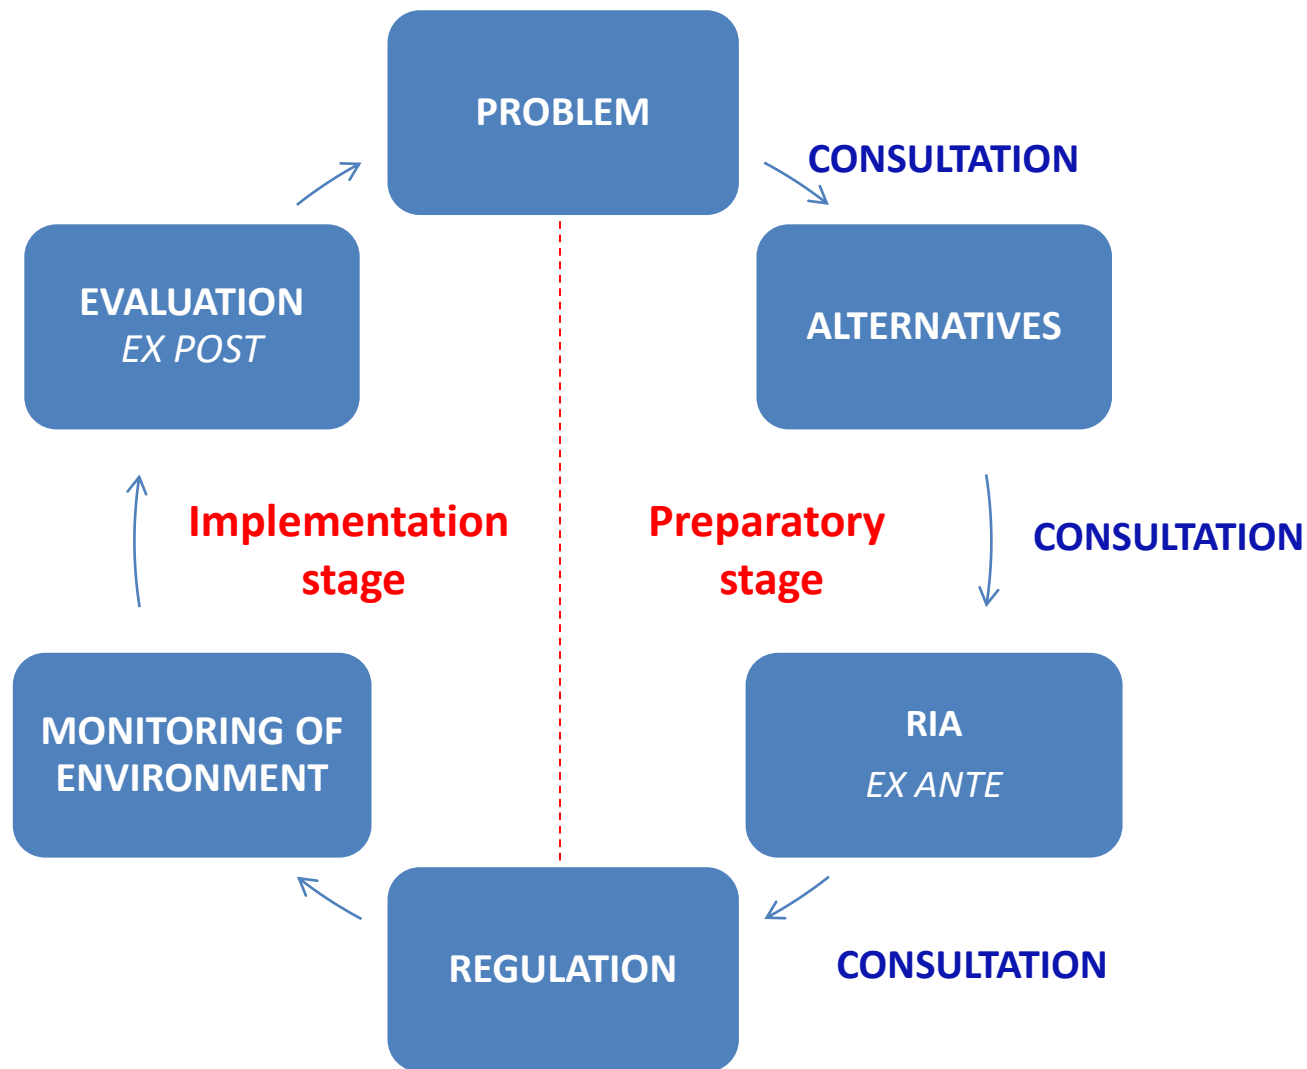 PROBLEM
CONSULTATION
EVALUATION
EX POST
ALTERNATIVES
Implementation
stage
Preparatory
stage
CONSULTATION
MONITORING OF
ENVIRONMENT
RIA
EX ANTE
REGULATION
CONSULTATION